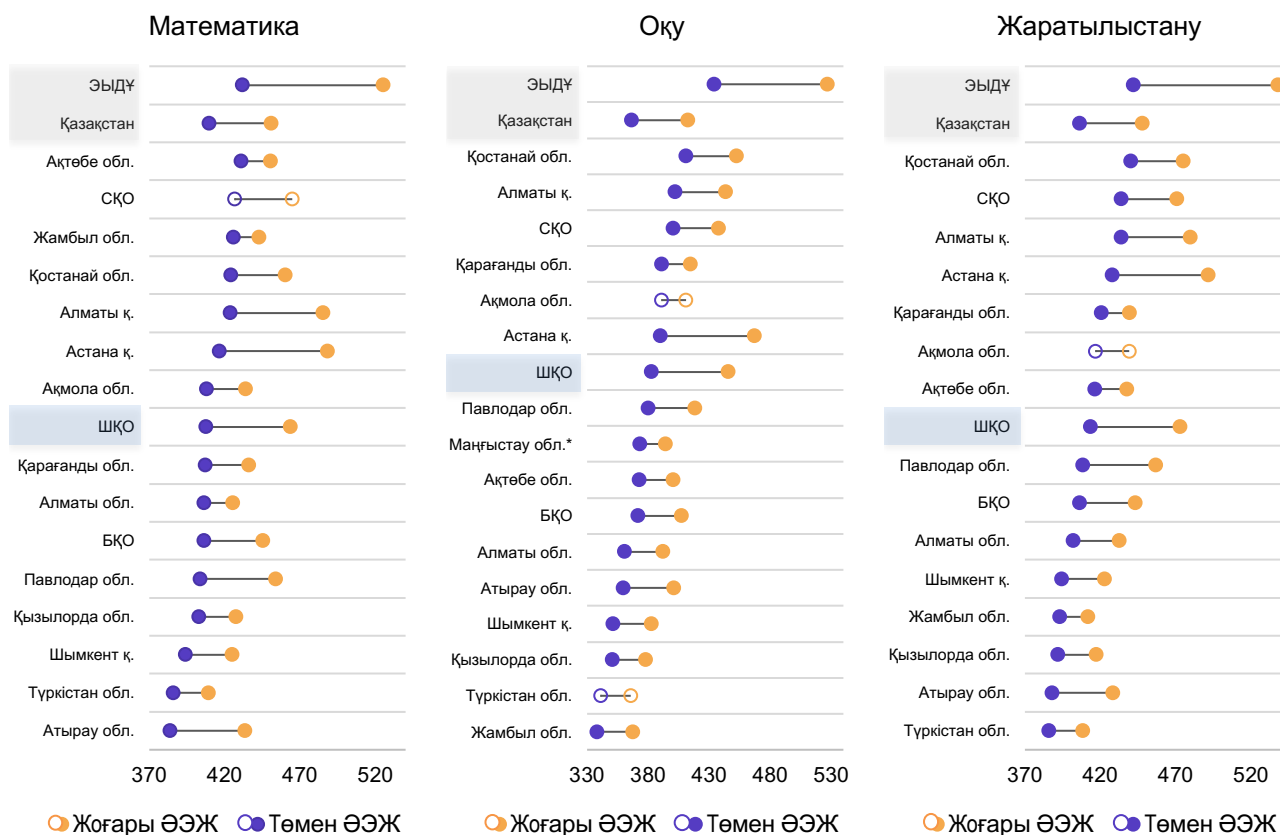 Математика
ЭЫДҰ
Қазақстан
Ақтөбе обл.
СҚО
Жамбыл обл.
Қостанай обл.
Алматы қ.
Астана қ.
Ақмола обл.
ШҚО
Қарағанды обл.
Алматы обл.
БҚО
Павлодар обл.
Қызылорда обл.
Шымкент қ.
Түркістан обл.
Атырау обл.
370 420 470 520
Жоғары ӘЭЖ Төмен ӘЭЖ
Оқу
ЭЫДҰ
Қазақстан
Қостанай обл.
Алматы қ.
СҚО
Қарағанды обл.
Ақмола обл.
Астана қ.
ШҚО
Павлодар обл.
Маңғыстау обл.*
Ақтөбе обл.
БҚО
Алматы обл.
Атырау обл.
Шымкент қ.
Қызылорда обл.
Түркістан обл.
Жамбыл обл.
330 380 430 480 530
Жоғары ӘЭЖ Төмен ӘЭЖ
Жаратылыстану
ЭЫДҰ
Қазақстан
Қостанай обл.
СҚО
Алматы қ.
Астана қ.
Қарағанды обл.
Ақмола обл.
Ақтөбе обл.
ШҚО
Павлодар обл.
БҚО
Алматы обл.
Шымкент қ.
Жамбыл обл.
Қызылорда обл.
Атырау обл.
Түркістан обл.
370 420 470 520
Жоғары ӘЭЖ Төмен ӘЭЖ